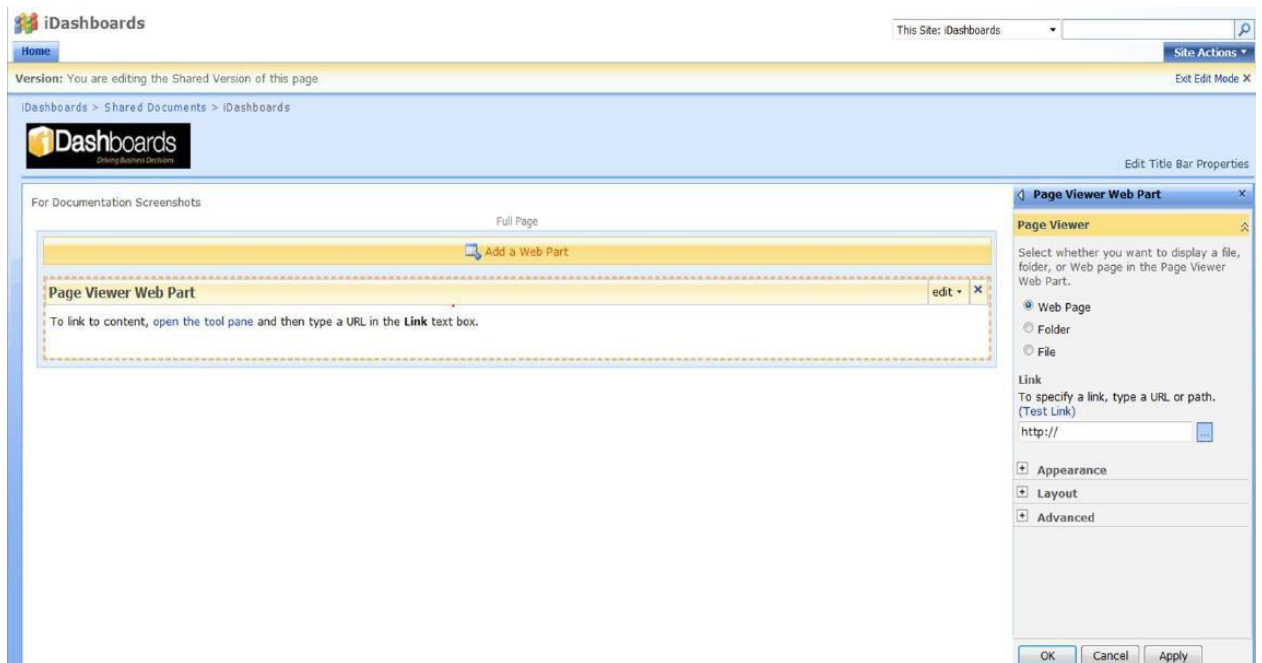 iDashboards
This Site: iDashboards
Home
Site Actions
Version: You are editing the Shared Version of this page
Exit Edit Mode X
iDashboards > Shared Documents > iDashboards
iDashboards
Driving Business Decisions
Edit Title Bar Properties
For Documentation Screenshots
Full Page
Add a Web Part
Page Viewer Web Part
edit
To link to content, open the tool pane and then type a URL in the Link text box.
Page Viewer Web Part
Page Viewer
Select whether you want to display a file,
folder, or Web page in the Page Viewer
Web Part.
Web Page
Folder
File
Link
To specify a link, type a URL or path.
(Test Link)
http://
...
Appearance
Layout
Advanced
OK Cancel Apply